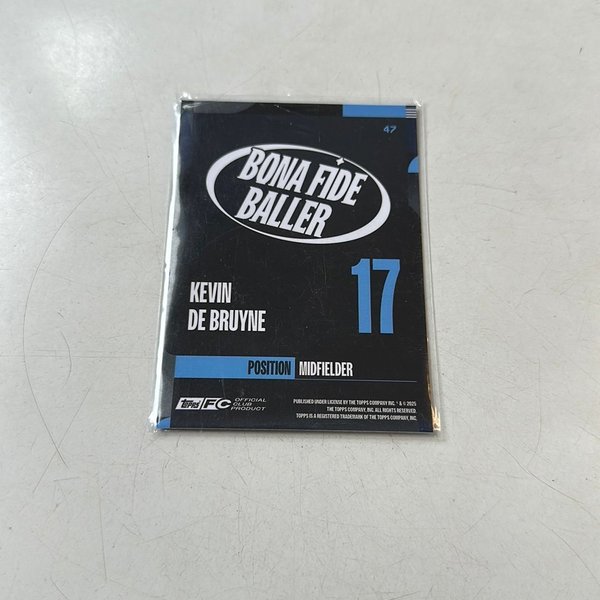 47
BONA FIDE
BALLER
17
KEVIN
DE BRUYNE
POSITION MIDFIELDER
Topps FC OFFICIAL
CLUB
PRODUCT
PUBLISHED UNDER LICENSE BY THE TOPPS COMPANY INC. ® & © 2025
THE TOPPS COMPANY, INC. ALL RIGHTS RESERVED.
TOPPS IS A REGISTERED TRADEMARK OF THE TOPPS COMPANY, INC.